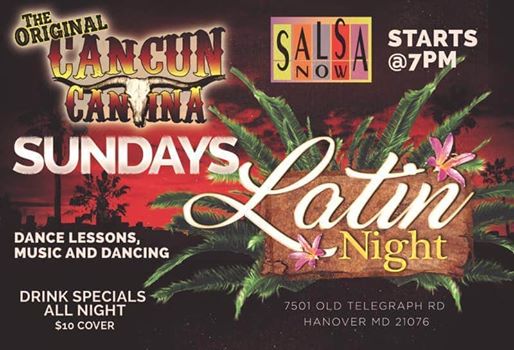 THE
ORIGINAL
CANCUN
CANTINA
SALSA
NOW
STARTS
@7PM
SUNDAYS
Latin
Night
DANCE LESSONS,
MUSIC AND DANCING
DRINK SPECIALS
ALL NIGHT
$10 COVER
7501 OLD TELEGRAPH RD
HANOVER MD 21076